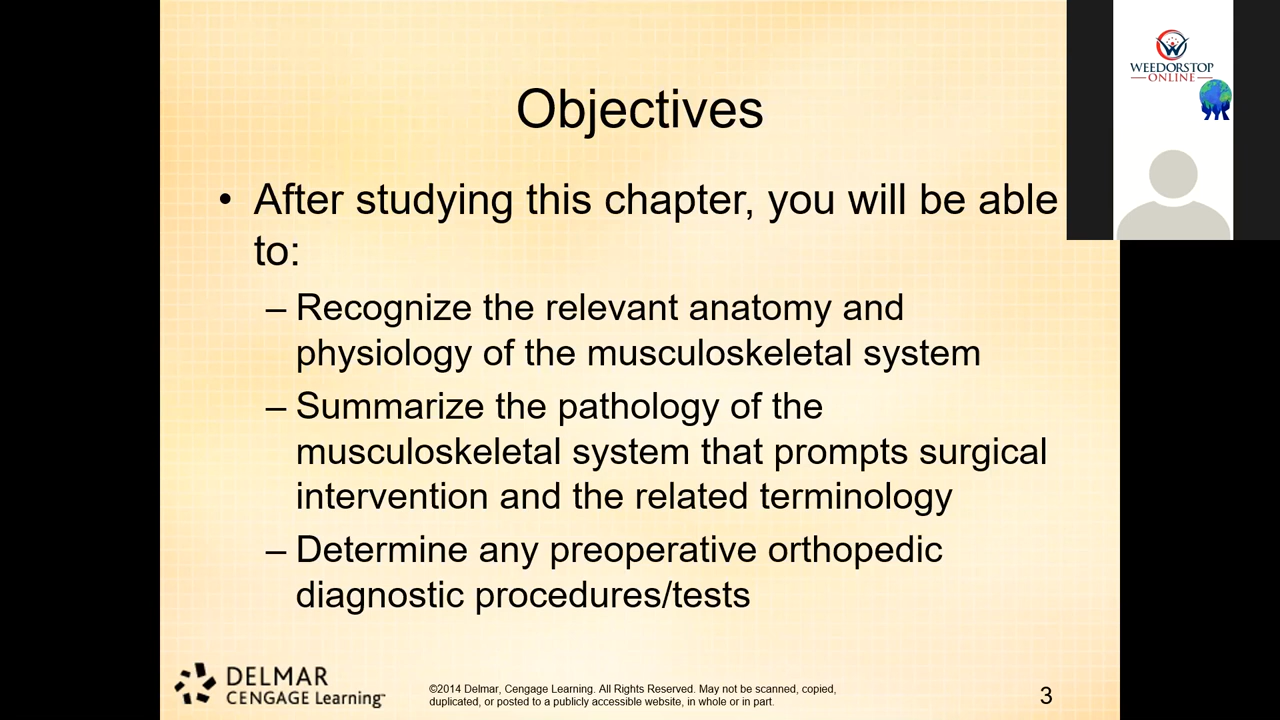 WEEDORSTOP
ONLINE
Objectives
• After studying this chapter, you will be able
to:
– Recognize the relevant anatomy and
physiology of the musculoskeletal system
– Summarize the pathology of the
musculoskeletal system that prompts surgical
intervention and the related terminology
– Determine any preoperative orthopedic
diagnostic procedures/tests
DELMAR
CENGAGE Learning™
©2014 Delmar, Cengage Learning. All Rights Reserved. May not be scanned, copied,
duplicated, or posted to a publicly accessible website, in whole or in part.
3